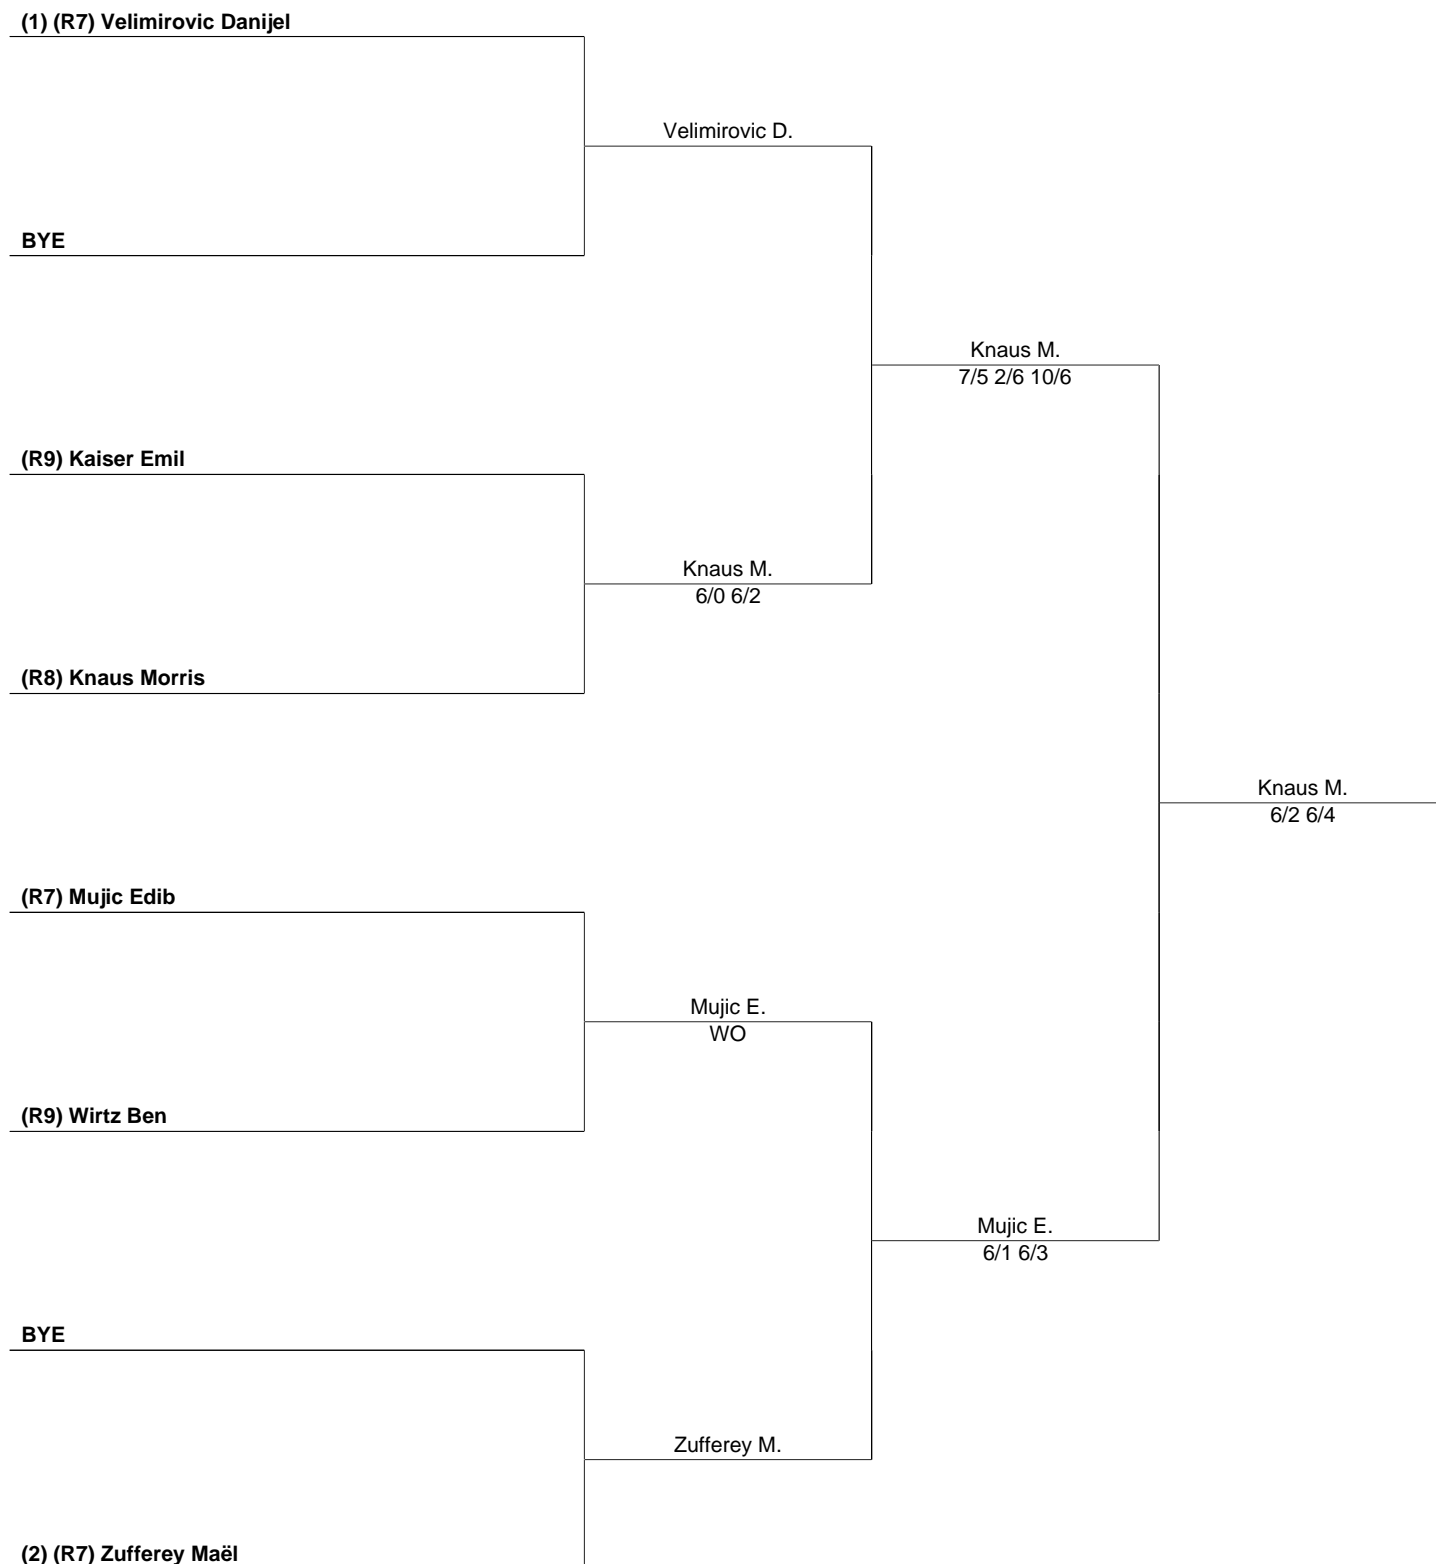 (1) (R7) Velimirovic Danijel
Velimirovic D.
BYE
Knaus M.
7/5 2/6 10/6
(R9) Kaiser Emil
Knaus M.
6/0 6/2
(R8) Knaus Morris
Knaus M.
6/2 6/4
(R7) Mujic Edib
Mujic E.
WO
(R9) Wirtz Ben
Mujic E.
6/1 6/3
BYE
Zufferey M.
(2) (R7) Zufferey Maël